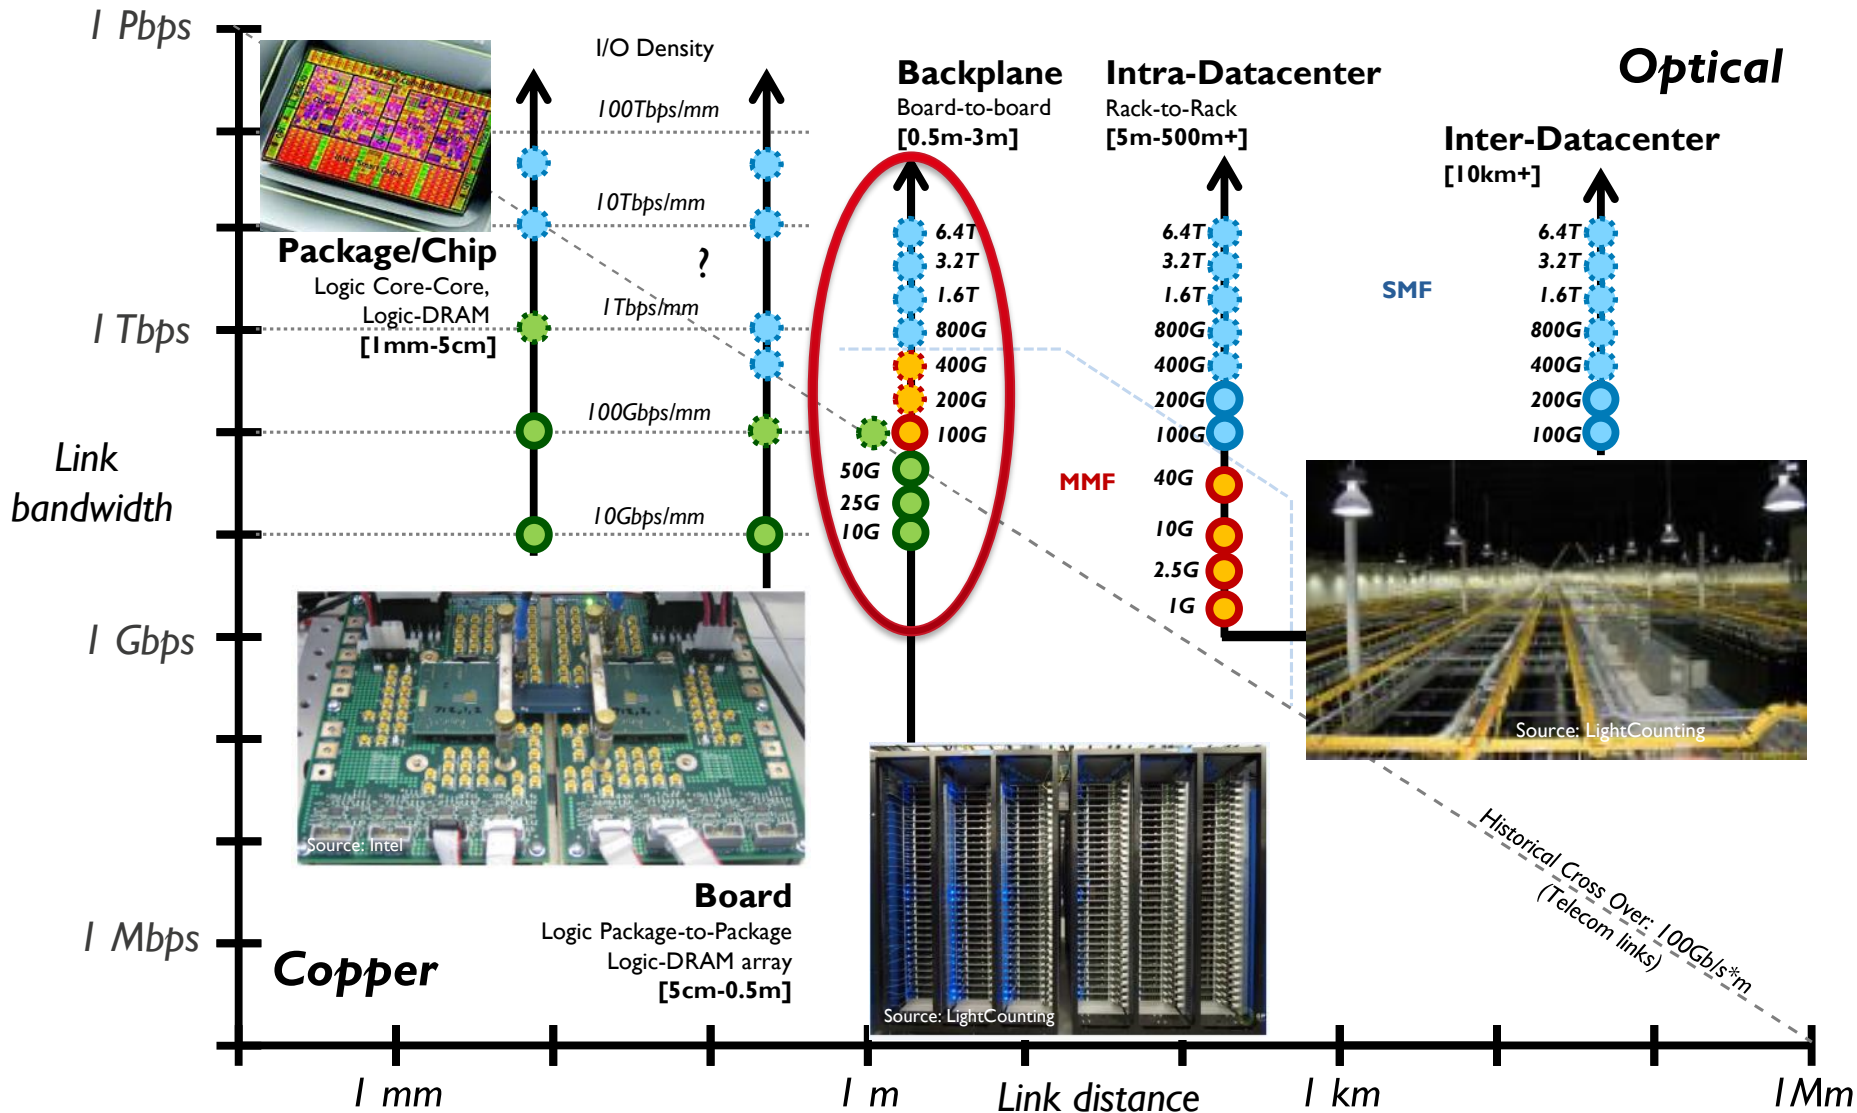 1 Pbps
I/O Density
Optical
Backplane
Board-to-board
[0.5m-3m]
Intra-Datacenter
Rack-to-Rack
[5m-500m+]
Inter-Datacenter
[10km+]
100Tbps/mm
10Tbps/mm
?
1Tbps/mm
100Gbps/mm
10Gbps/mm
Package/Chip
Logic Core-Core,
Logic-DRAM
[1mm-5cm]
6.4T
3.2T
1.6T
800G
400G
200G
100G
50G
25G
10G
6.4T
3.2T
1.6T
800G
400G
200G
100G
40G
10G
2.5G
1G
6.4T
3.2T
1.6T
800G
400G
200G
100G
SMF
MMF
1 Tbps
Link
bandwidth
1 Gbps
1 Mbps
Source: Intel
Source: LightCounting
Source: LightCounting
Board
Logic Package-to-Package
Logic-DRAM array
[5cm-0.5m]
Copper
Historical Cross Over: 100Gb/s*m
(Telecom links)
1 mm
1 m
Link distance
1 km
1Mm